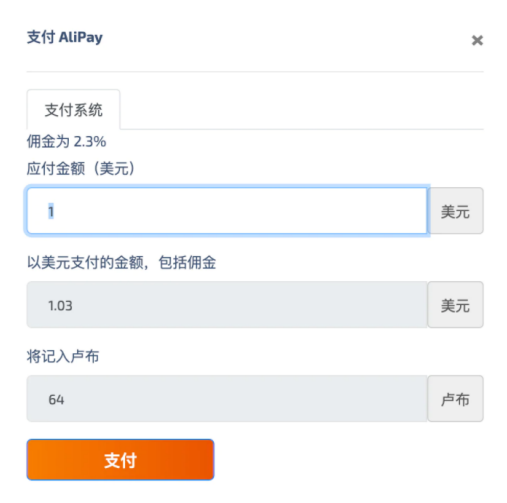 支付 AliPay
×
支付系统
佣金为 2.3%
应付金额（美元）
1
美元
以美元支付的金额，包括佣金
1.03
美元
将记入卢布
64
卢布
支付